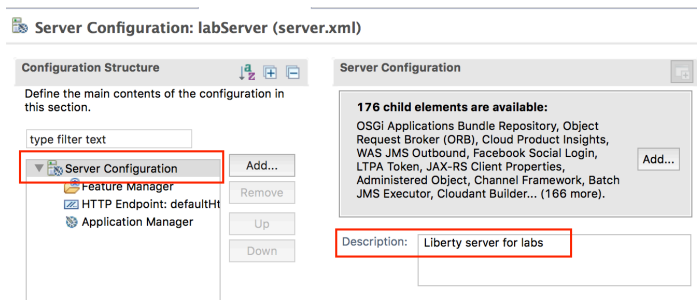 Server Configuration: labServer (server.xml)
Configuration Structure
Define the main contents of the configuration in
this section.
type filter text
Server Configuration
Feature Manager
HTTP Endpoint: defaultHt
Application Manager
Add...
Remove
Up
Down
Server Configuration
176 child elements are available:
OSGi Applications Bundle Repository, Object
Request Broker (ORB), Cloud Product Insights,
WAS JMS Outbound, Facebook Social Login,
LTPA Token, JAX-RS Client Properties,
Administered Object, Channel Framework, Batch
JMS Executor, Cloudant Builder... (166 more).
Add...
Description: Liberty server for labs